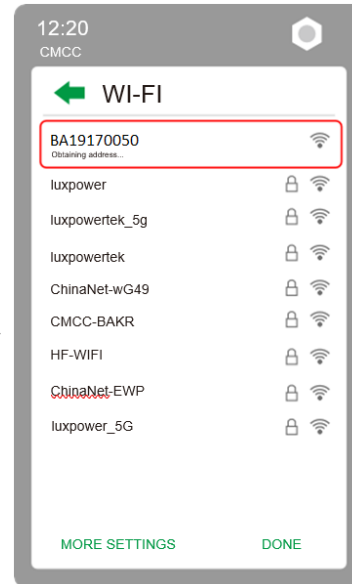 12:20
CMCC
WI-FI
BA19170050
Obtaining address...
luxpower
luxpowertek_5g
luxpowertek
ChinaNet-wG49
CMCC-BAKR
HF-WIFI
ChinaNet-EWP
luxpower_5G
MORE SETTINGS DONE